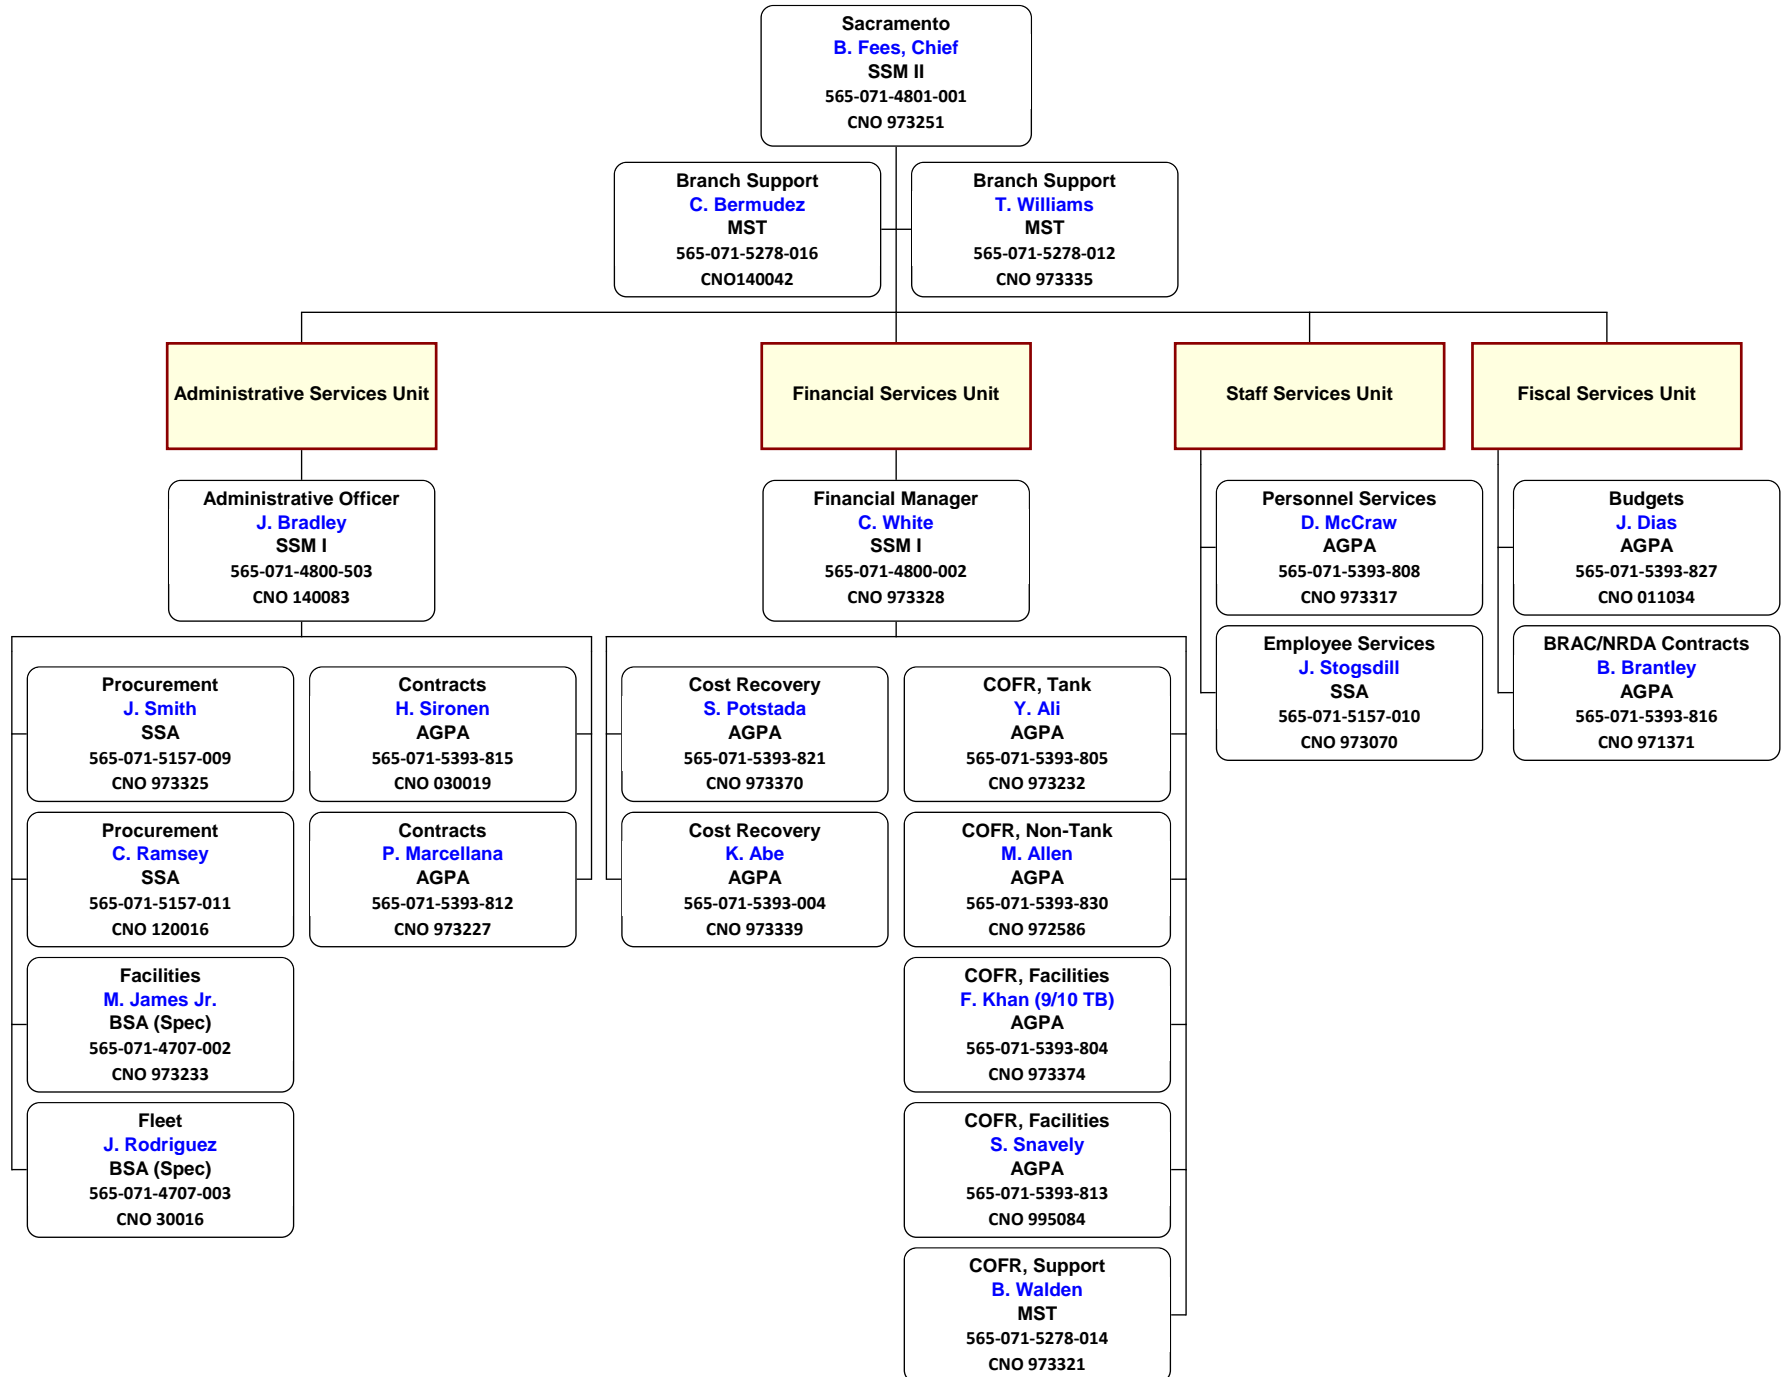 Sacramento
B. Fees, Chief
SSM II
565-071-4801-001
CNO 973251
Branch Support
C. Bermudez
MST
565-071-5278-016
CNO140042
Branch Support
T. Williams
MST
565-071-5278-012
CNO 973335
Administrative Services Unit
Financial Services Unit
Staff Services Unit
Fiscal Services Unit
Administrative Officer
J. Bradley
SSM I
565-071-4800-503
CNO 140083
Financial Manager
C. White
SSM I
565-071-4800-002
CNO 973328
Personnel Services
D. McCraw
AGPA
565-071-5393-808
CNO 973317
Budgets
J. Dias
AGPA
565-071-5393-827
CNO 011034
Employee Services
J. Stogsdill
SSA
565-071-5157-010
CNO 973070
BRAC/NRDA Contracts
B. Brantley
AGPA
565-071-5393-816
CNO 971371
Procurement
J. Smith
SSA
565-071-5157-009
CNO 973325
Contracts
H. Sironen
AGPA
565-071-5393-815
CNO 030019
Cost Recovery
S. Potstada
AGPA
565-071-5393-821
CNO 973370
COFR, Tank
Y. Ali
AGPA
565-071-5393-805
CNO 973232
Procurement
C. Ramsey
SSA
565-071-5157-011
CNO 120016
Contracts
P. Marcellana
AGPA
565-071-5393-812
CNO 973227
Cost Recovery
K. Abe
AGPA
565-071-5393-004
CNO 973339
COFR, Non-Tank
M. Allen
AGPA
565-071-5393-830
CNO 972586
Facilities
M. James Jr.
BSA (Spec)
565-071-4707-002
CNO 973233
COFR, Facilities
F. Khan (9/10 TB)
AGPA
565-071-5393-804
CNO 973374
Fleet
J. Rodriguez
BSA (Spec)
565-071-4707-003
CNO 30016
COFR, Facilities
S. Snavely
AGPA
565-071-5393-813
CNO 995084
COFR, Support
B. Walden
MST
565-071-5278-014
CNO 973321